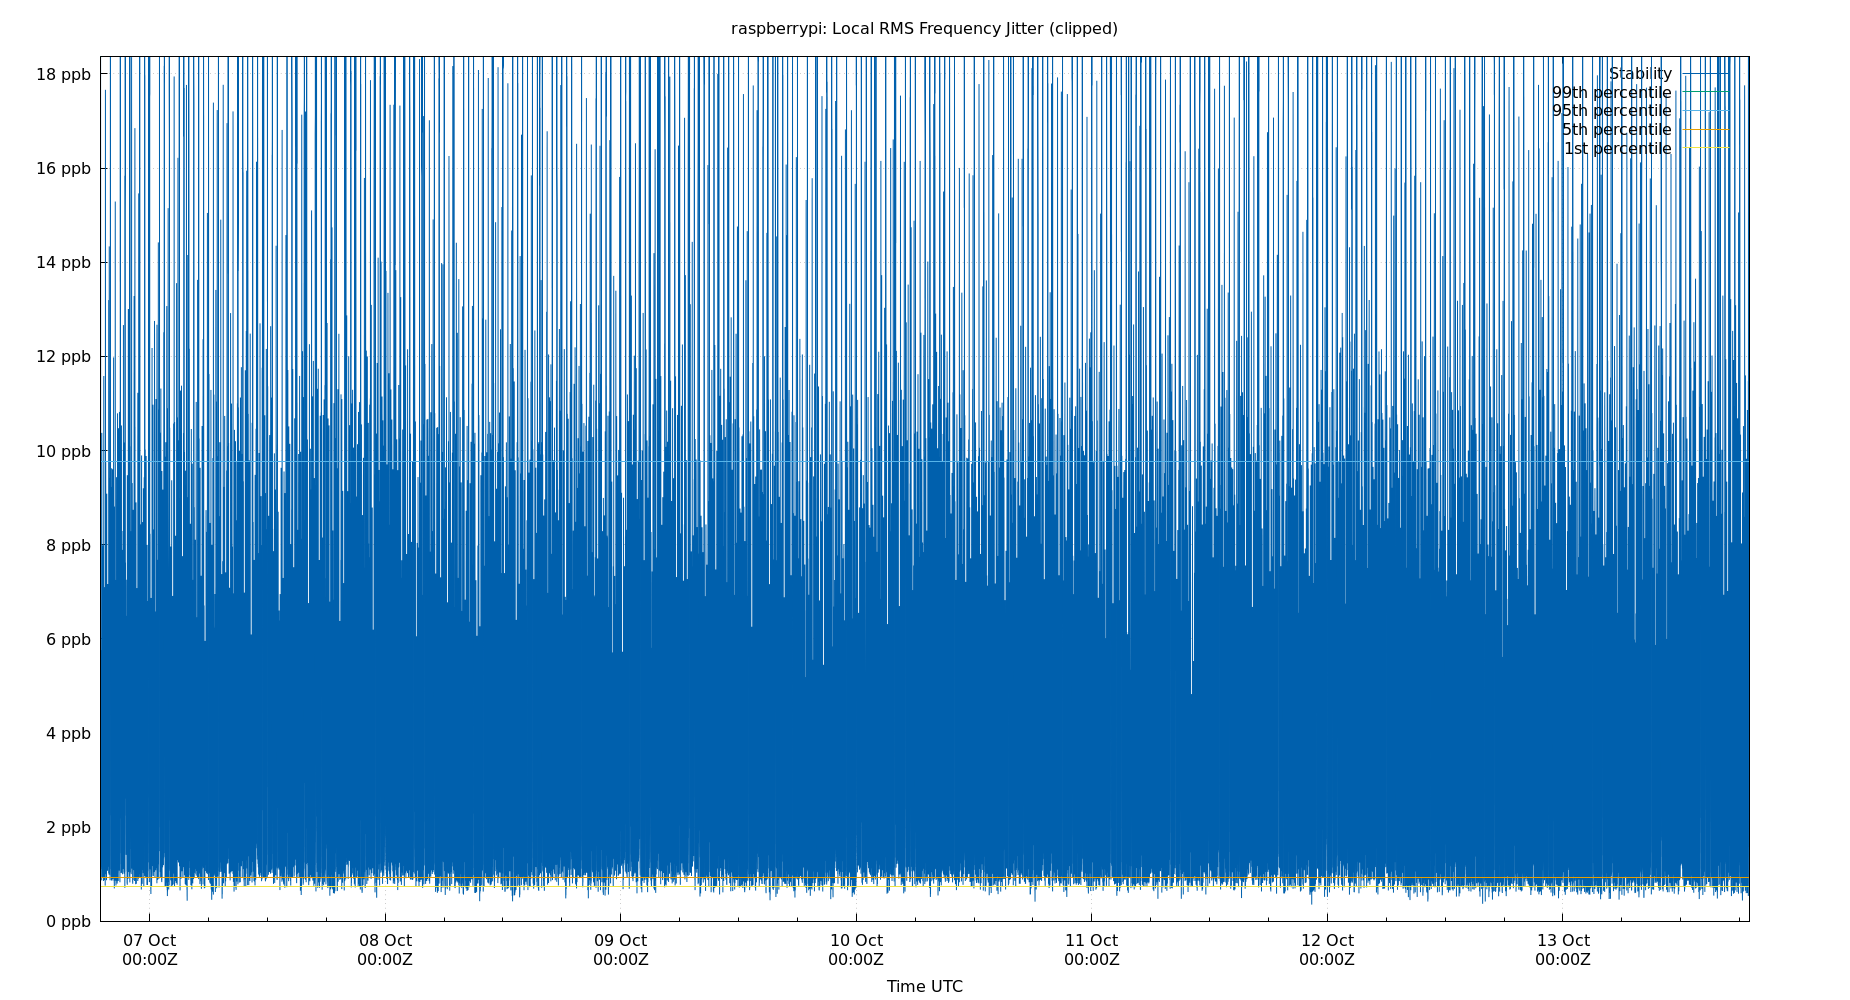 raspberrypi: Local RMS Frequency Jitter (clipped)
18 ppb
16 ppb
14 ppb
12 ppb
10 ppb
8 ppb
6 ppb
4 ppb
2 ppb
0 ppb
Stability
99th percentile
95th percentile
5th percentile
1st percentile
07 Oct
00:00Z
08 Oct
00:00Z
09 Oct
00:00Z
10 Oct
00:00Z
11 Oct
00:00Z
12 Oct
00:00Z
13 Oct
00:00Z
Time UTC